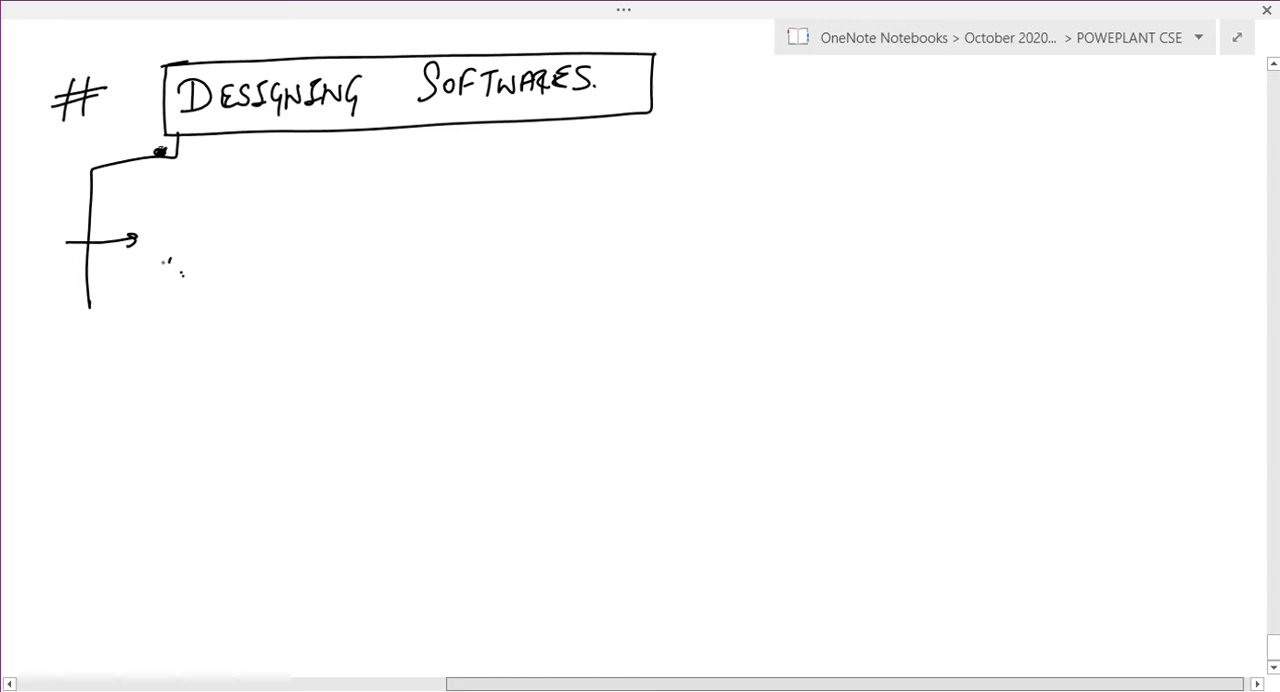 ...
OneNote Notebooks > October 2020... > POWEPLANT CSE
# DESIGNING SOFTWARES.